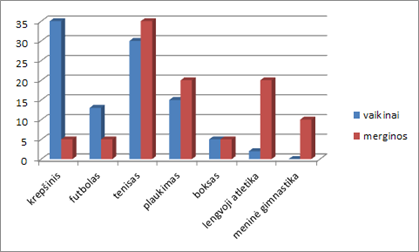 35
30
25
20
15
10
5
0
krepšinis
futbolas
tenisas
plaukimas
boksas
lengvoji atletika
meninė gimnastika
vaikinai
merginos